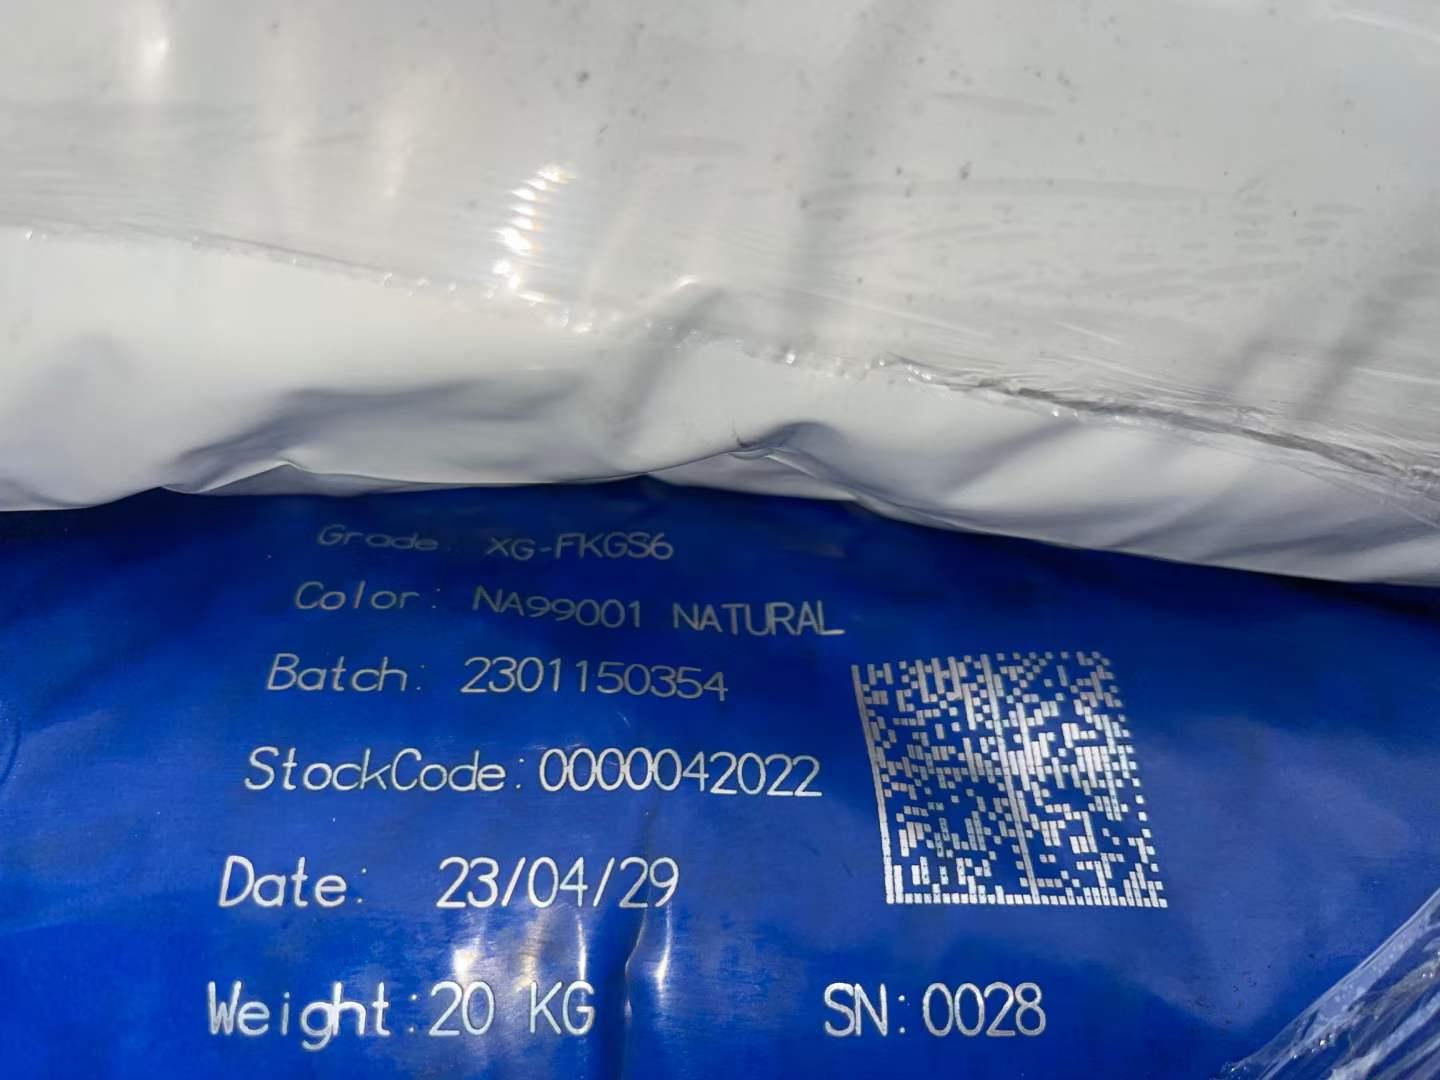 Grade: XG-FKGS6
Color: NA99001 NATURAL
Batch: 2301150354
StockCode:0000042022
Date: 23/04/29
Weight:20 KG SN:0028